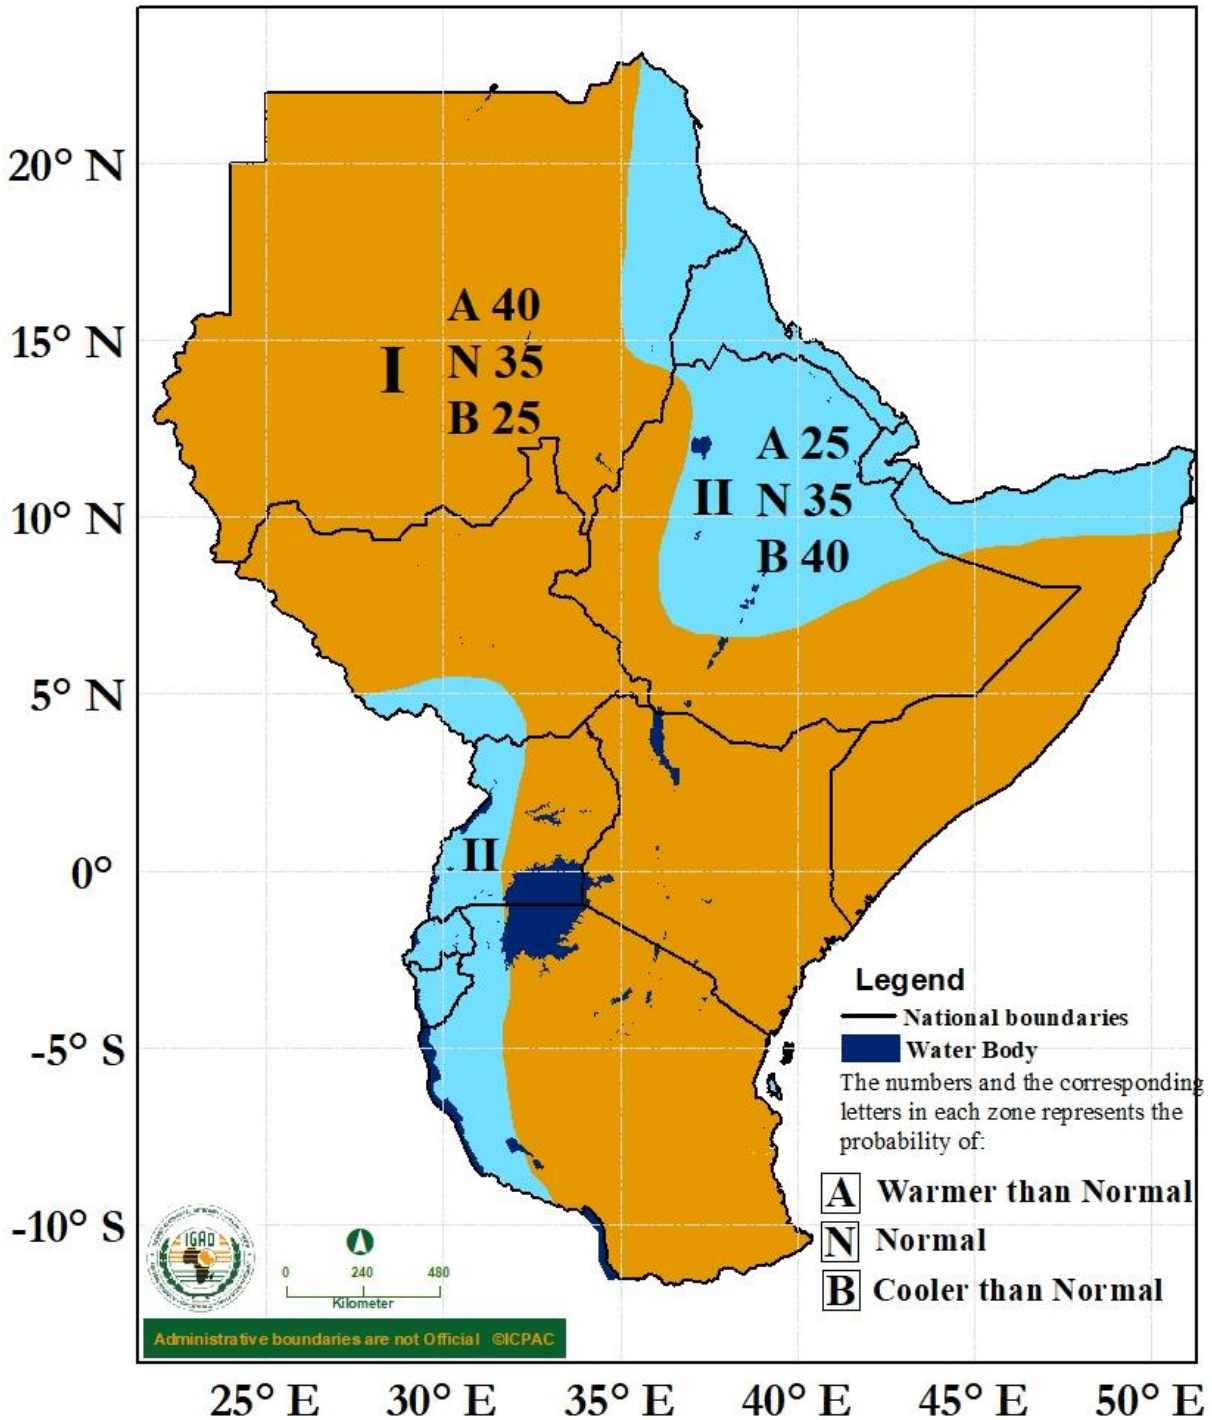 20° N
15° N
10° N
5° N
0°
-5° S
-10° S
I
A 40
N 35
B 25
II
A 25
N 35
B 40
II
Legend
National boundaries
Water Body
The numbers and the corresponding
letters in each zone represents the
probability of:
A Warmer than Normal
N Normal
B Cooler than Normal
IGAD
0 240 480
Kilometer
Administrative boundaries are not Official ©ICPAC
25° E 30° E 35° E 40° E 45° E 50° E